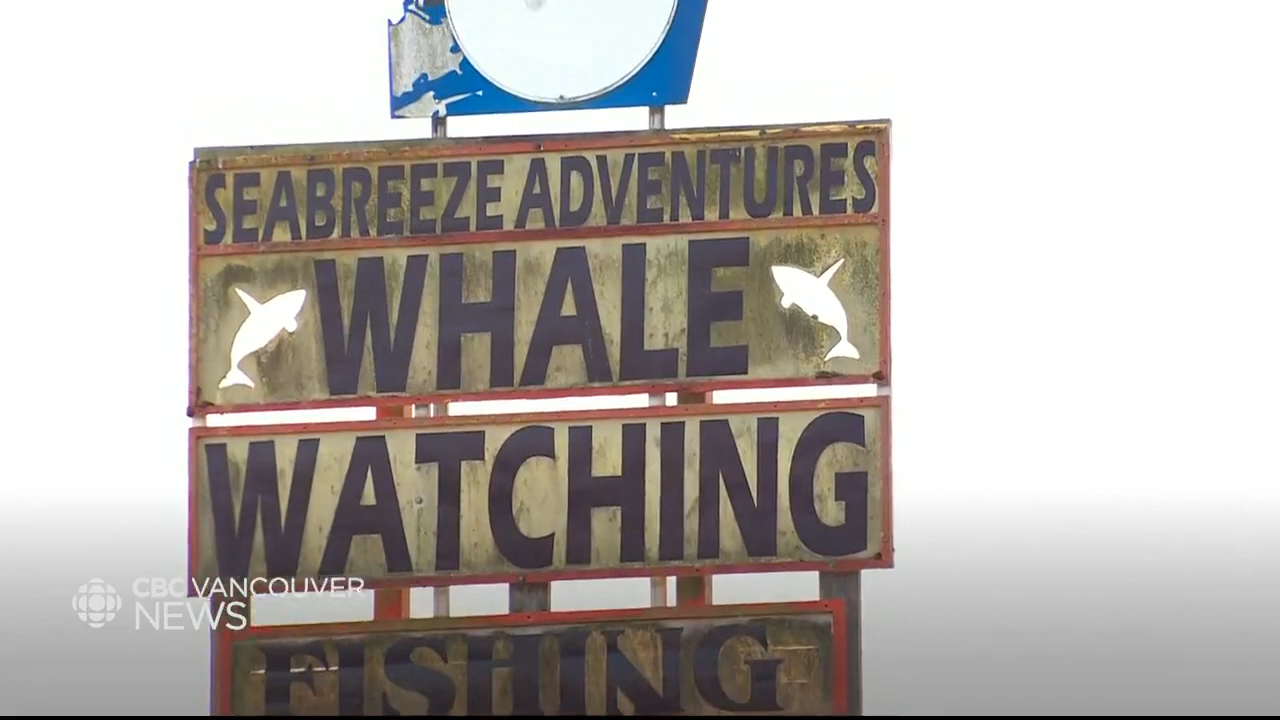 SEABREEZE ADVENTURES
WHALE
WATCHING
CBC VANCOUVER
NEWS
FISHING